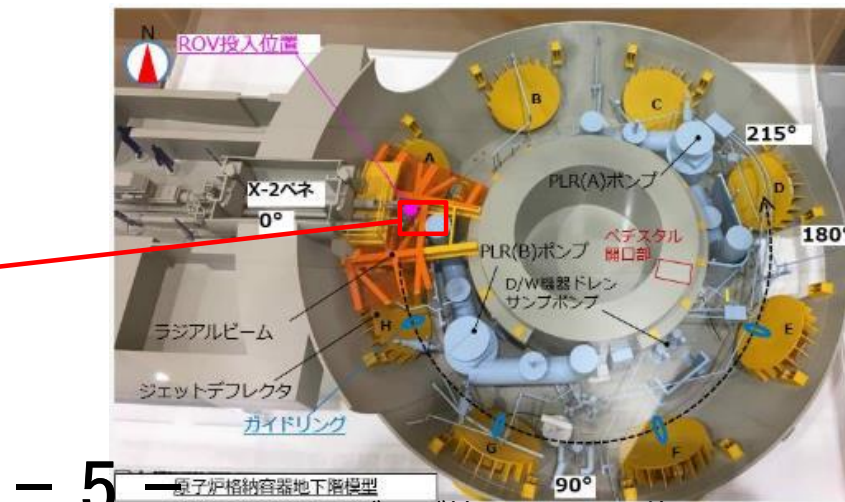 N
ROV投入位置
B
C
215°
A
X-2ペネ
0°
PLR(A)ポンプ
D
ペデスタル
開口部
180°
PLR(B)ポンプ
D/W機器ドレン
サンプポンプ
ラジアルビーム
H
E
ジェットデフレクタ
ガイドリング
G
F
90°
原子炉格納容器地下階模型
- 5 -